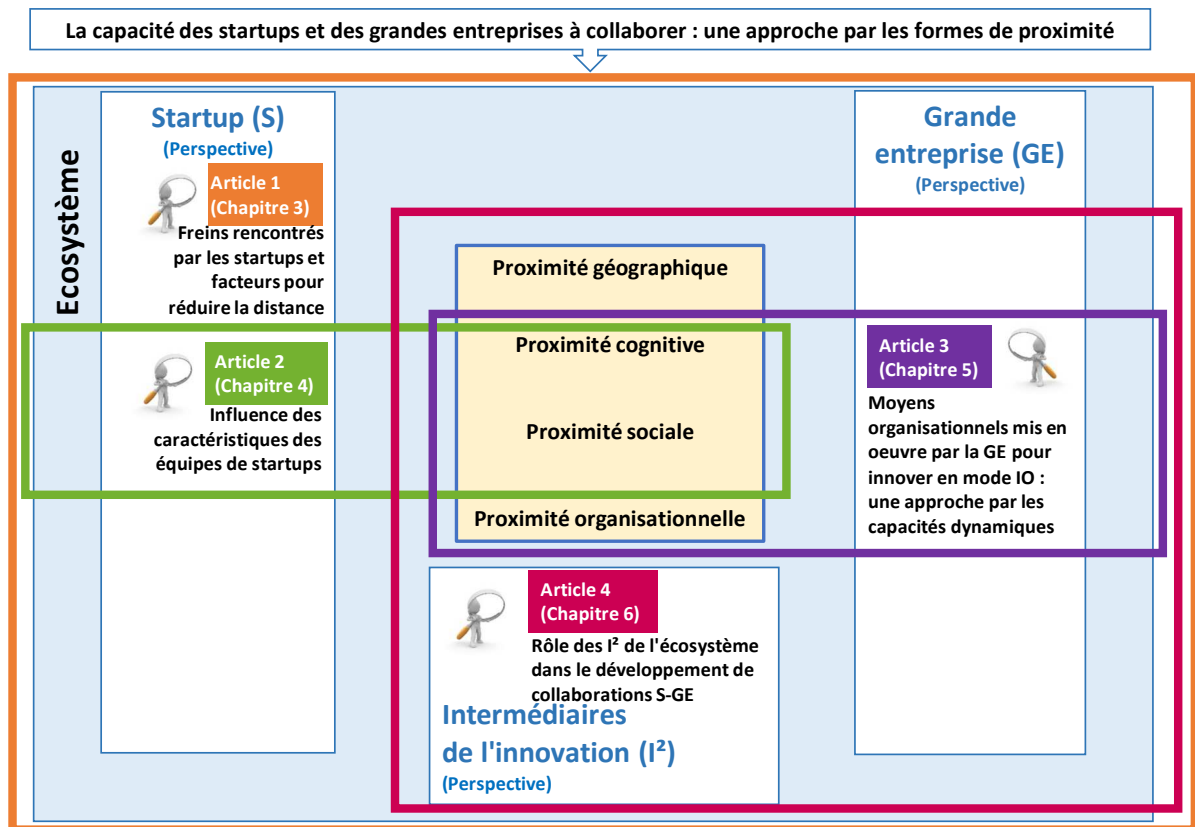 La capacité des startups et des grandes entreprises à collaborer : une approche par les formes de proximité
Ecosystème
Startup (S)
(Perspective)
Article 1
(Chapitre 3)
Freins rencontrés
par les startups et
facteurs pour
réduire la distance
Article 2
(Chapitre 4)
Influence des
caractéristiques des
équipes de startups
Proximité géographique
Proximité cognitive
Proximité sociale
Proximité organisationnelle
Grande
entreprise (GE)
(Perspective)
Article 3
(Chapitre 5)
Moyens
organisationnels mis en
oeuvre par la GE pour
innover en mode IO :
une approche par les
capacités dynamiques
Article 4
(Chapitre 6)
Rôle des I² de l'écosystème
dans le développement de
collaborations S-GE
Intermédiaires
de l'innovation (I²)
(Perspective)